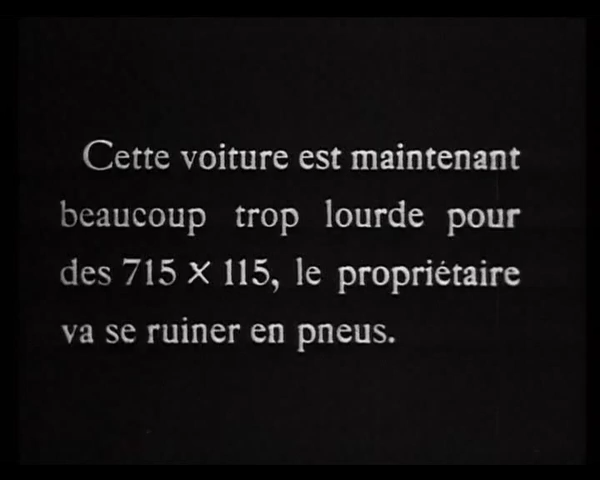 Cette voiture est maintenant
beaucoup trop lourde pour
des 715 × 115, le propriétaire
va se ruiner en pneus.